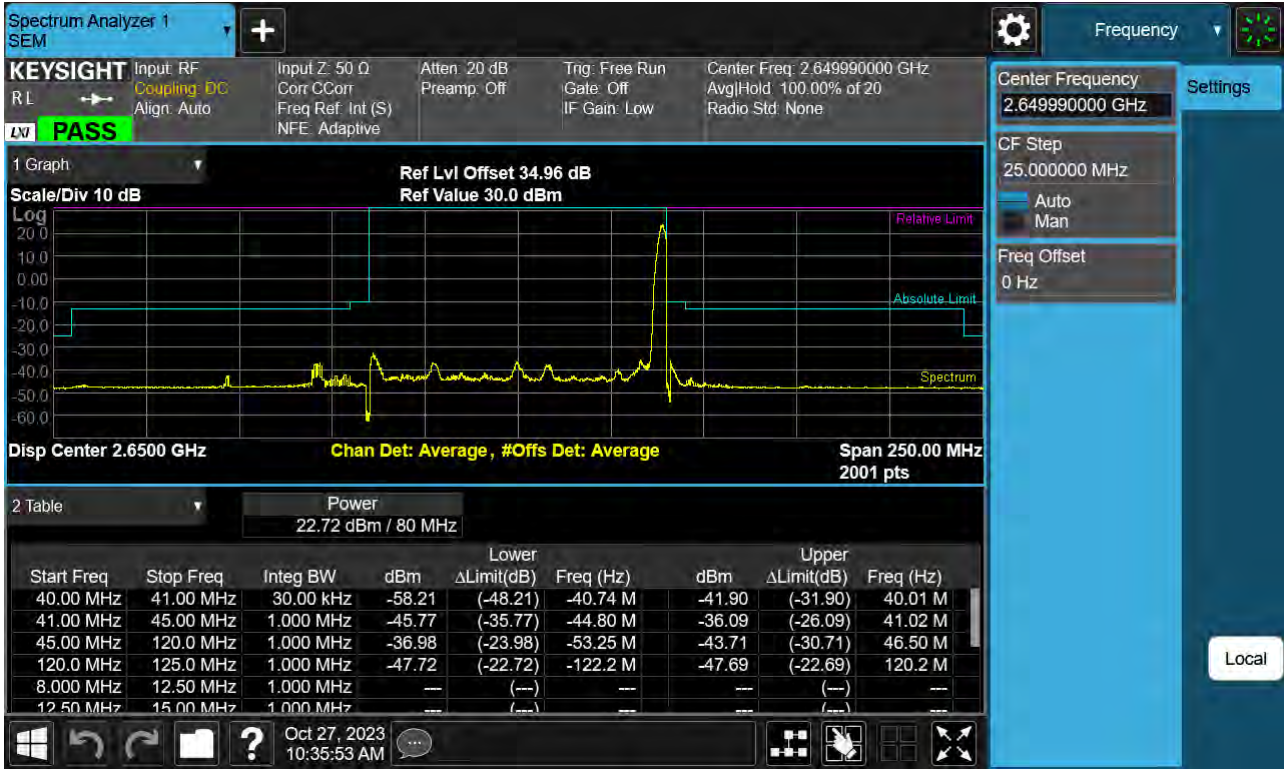 Spectrum Analyzer 1
SEM
+
Frequency
KEYSIGHT
RL
LXI
PASS
Input: RF
Coupling: DC
Align: Auto
Input Z: 50 Ω
Corr CCorr
Freq Ref: Int (S)
NFE: Adaptive
Atten: 20 dB
Preamp: Off
Trig: Free Run
Gate: Off
IF Gain: Low
Center Freq: 2.649990000 GHz
Avg|Hold: 100.00% of 20
Radio Std: None
Center Frequency
2.649990000 GHz
Settings
CF Step
25.000000 MHz
Auto
Man
Freq Offset
0 Hz
Local
1 Graph
Ref Lvl Offset 34.96 dB
Scale/Div 10 dB
Ref Value 30.0 dBm
Log
Relative Limit
20.0
10.0
0.00
-10.0
Absolute Limit
-20.0
-30.0
-40.0
Spectrum
-50.0
-60.0
Disp Center 2.6500 GHz
Chan Det: Average, #Offs Det: Average
Span 250.00 MHz
2001 pts
2 Table
Power
22.72 dBm / 80 MHz
Lower Upper
Start Freq Stop Freq Integ BW dBm ΔLimit(dB) Freq (Hz) dBm ΔLimit(dB) Freq (Hz)
40.00 MHz 41.00 MHz 30.00 kHz -58.21 (-48.21) -40.74 M -41.90 (-31.90) 40.01 M
41.00 MHz 45.00 MHz 1.000 MHz -45.77 (-35.77) -44.80 M -36.09 (-26.09) 41.02 M
45.00 MHz 120.0 MHz 1.000 MHz -36.98 (-23.98) -53.25 M -43.71 (-30.71) 46.50 M
120.0 MHz 125.0 MHz 1.000 MHz -47.72 (-22.72) -122.2 M -47.69 (-22.69) 120.2 M
8.000 MHz 12.50 MHz 1.000 MHz --- (---) --- --- (---) ---
12.50 MHz 15.00 MHz 1.000 MHz --- (---) --- --- (---) ---
?
Oct 27, 2023
10:35:53 AM